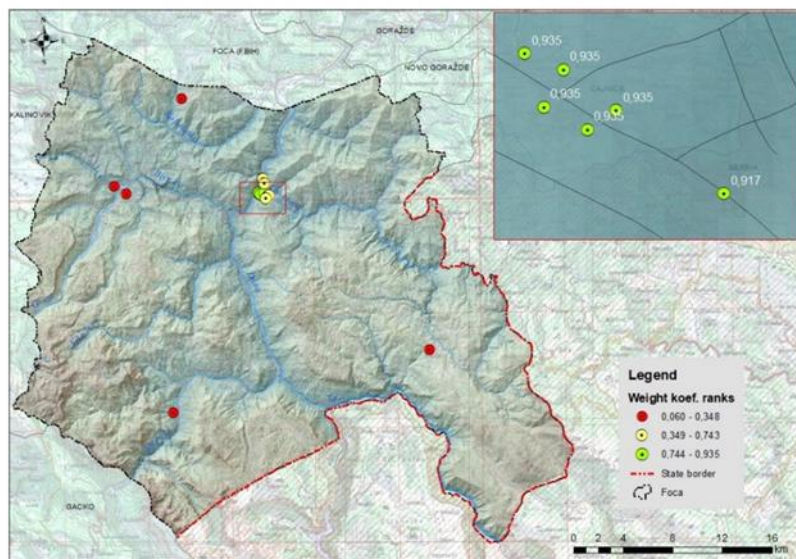 GORAŽDE
FOCA (FBIH)
NOVO GORAŽDE
KALINOVIK
GACKO
0,935
0,935
0,935
0,935
0,935
0,917
Legend
Weight koef. ranks
0,060 - 0,348
0,349 - 0,743
0,744 - 0,935
State border
Foca
0 2 4 8 12 16
km